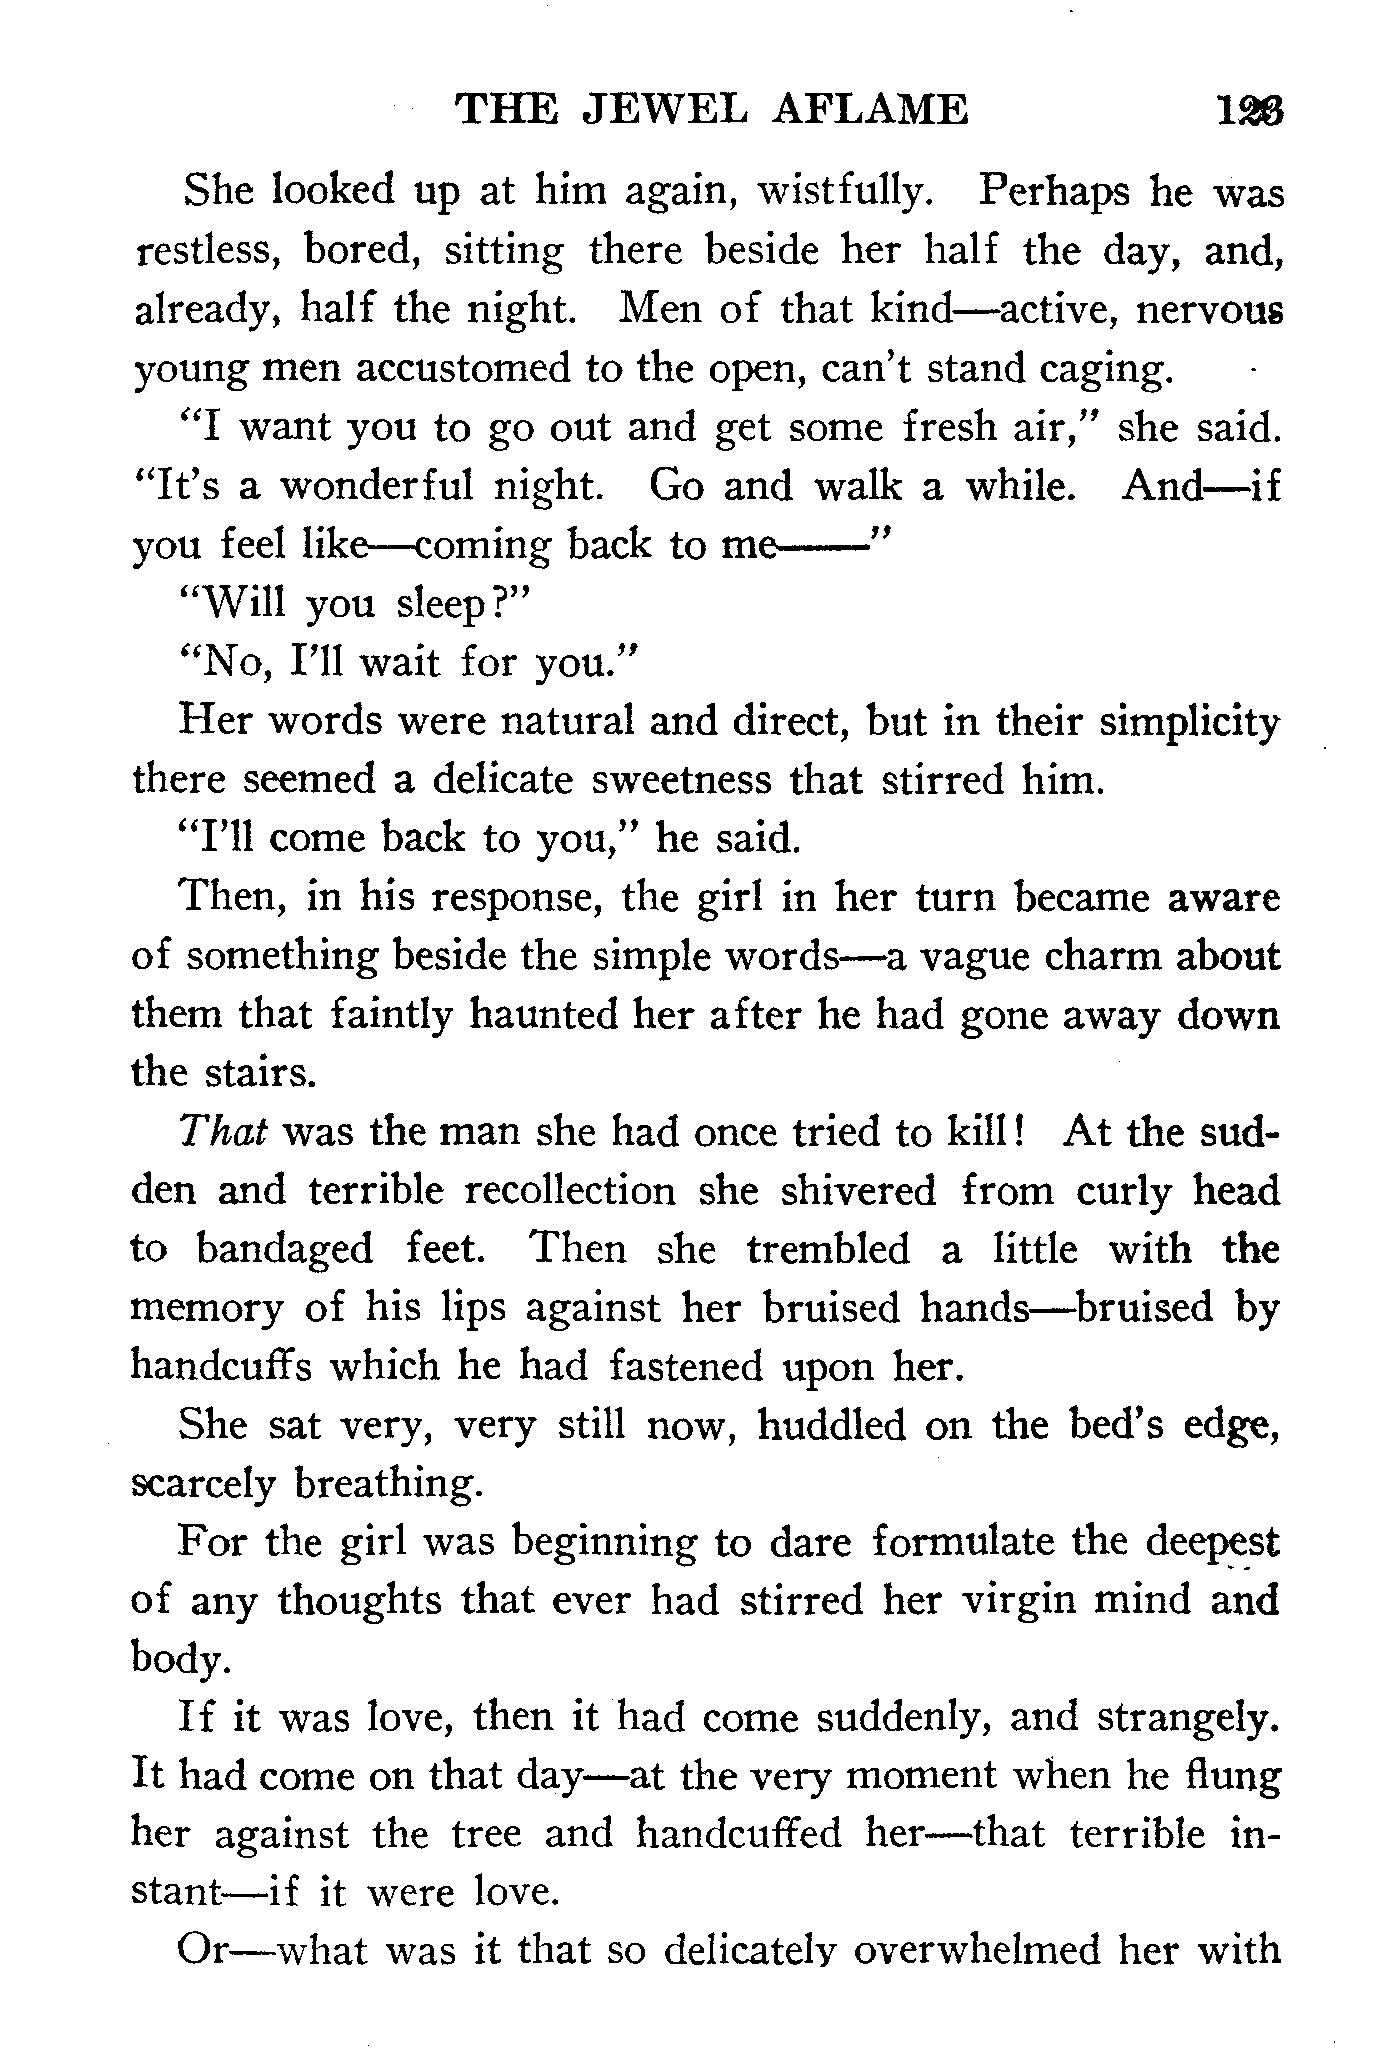 THE JEWEL AFLAME 123
She looked up at him again, wistfully. Perhaps he was
restless, bored, sitting there beside her half the day, and,
already, half the night. Men of that kind—active, nervous
young men accustomed to the open, can't stand caging.
"I want you to go out and get some fresh air," she said.
"It's a wonderful night. Go and walk a while. And—if
you feel like—coming back to me——"
"Will you sleep?"
"No, I'll wait for you."
Her words were natural and direct, but in their simplicity
there seemed a delicate sweetness that stirred him.
"I'll come back to you," he said.
Then, in his response, the girl in her turn became aware
of something beside the simple words—a vague charm about
them that faintly haunted her after he had gone away down
the stairs.
That was the man she had once tried to kill! At the sud-
den and terrible recollection she shivered from curly head
to bandaged feet. Then she trembled a little with the
memory of his lips against her bruised hands—bruised by
handcuffs which he had fastened upon her.
She sat very, very still now, huddled on the bed's edge,
scarcely breathing.
For the girl was beginning to dare formulate the deepest
of any thoughts that ever had stirred her virgin mind and
body.
If it was love, then it had come suddenly, and strangely.
It had come on that day—at the very moment when he flung
her against the tree and handcuffed her—that terrible in-
stant—if it were love.
Or—what was it that so delicately overwhelmed her with